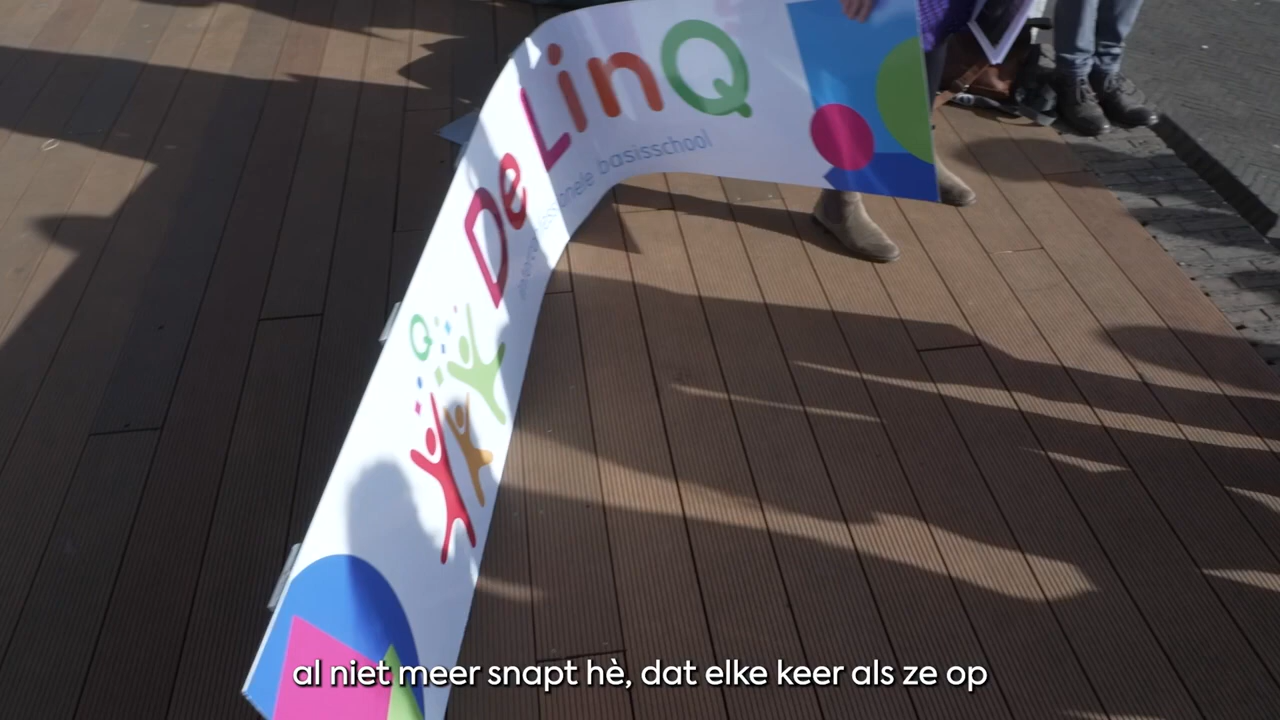 De LinQ
basisschool
Q
al niet meer snapt hè, dat elke keer als ze op